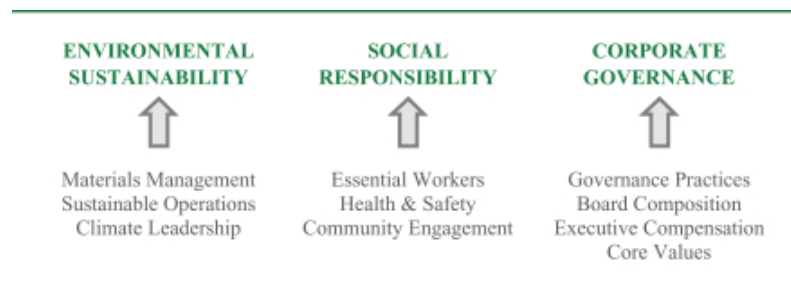 ENVIRONMENTAL
SUSTAINABILITY
Materials Management
Sustainable Operations
Climate Leadership
SOCIAL
RESPONSIBILITY
Essential Workers
Health & Safety
Community Engagement
CORPORATE
GOVERNANCE
Governance Practices
Board Composition
Executive Compensation
Core Values